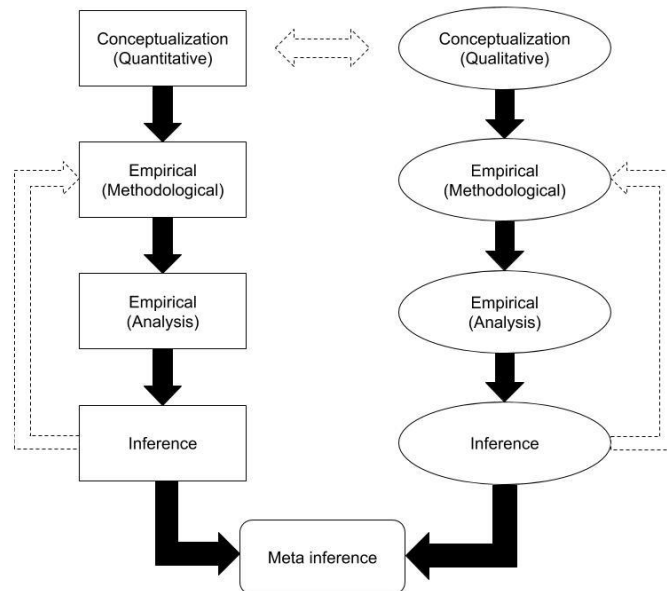 Conceptualization
(Quantitative)
Conceptualization
(Qualitative)
Empirical
(Methodological)
Empirical
(Methodological)
Empirical
(Analysis)
Empirical
(Analysis)
Inference
Inference
Meta inference